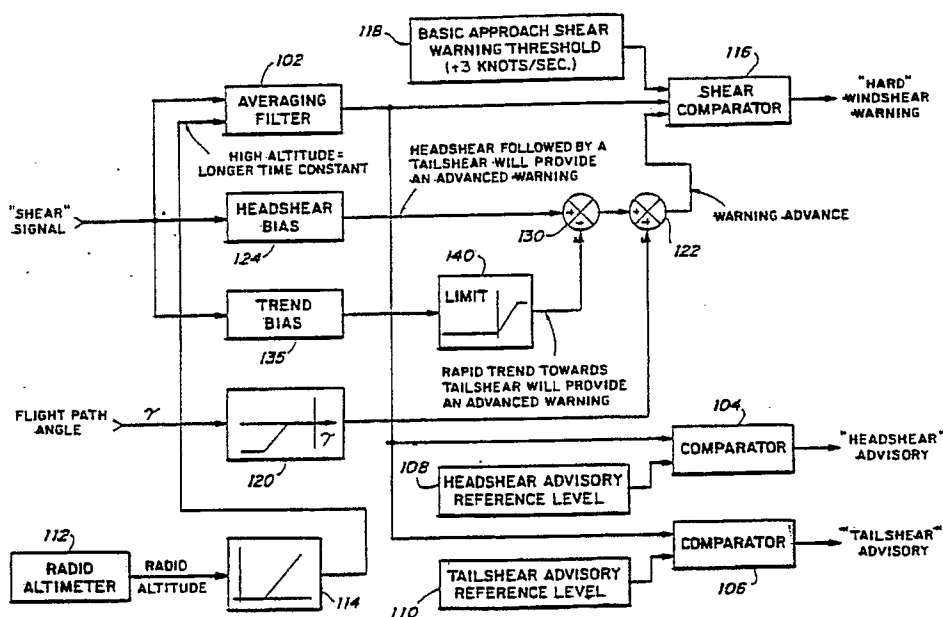 118
BASIC APPROACH SHEAR
WARNING THRESHOLD
(+3 KNOTS/SEC.)
102
AVERAGING
FILTER
116
SHEAR
COMPARATOR
"HARD"
WINDSHEAR
WARNING
HIGH ALTITUDE=
LONGER TIME CONSTANT
HEADSHEAR FOLLOWED BY A
TAILSHEAR WILL PROVIDE
AN ADVANCED WARNING
"SHEAR"
SIGNAL
HEADSHEAR
BIAS
124
+
-
130
+
-
122
WARNING ADVANCE
140
LIMIT
TREND
BIAS
135
RAPID TREND TOWARDS
TAILSHEAR WILL PROVIDE
AN ADVANCED WARNING
FLIGHT PATH
ANGLE
γ
γ
120
104
COMPARATOR
"HEADSHEAR"
ADVISORY
108
HEADSHEAR ADVISORY
REFERENCE LEVEL
112
RADIO
ALTIMETER
RADIO
ALTITUDE
114
COMPARATOR
106
"TAILSHEAR"
ADVISORY
110
TAILSHEAR ADVISORY
REFERENCE LEVEL